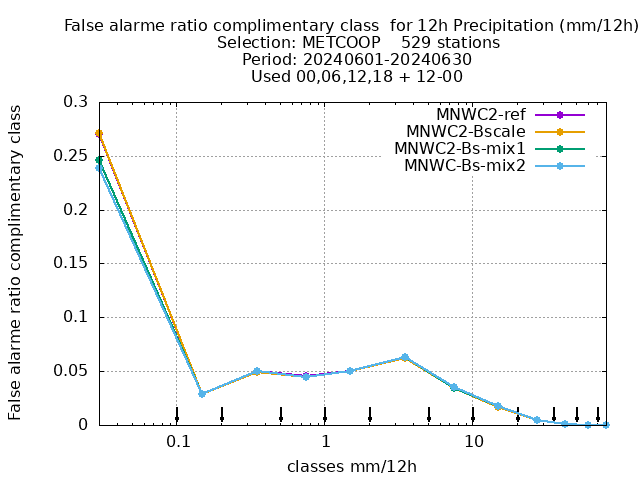 False alarme ratio complimentary class  for 12h Precipitation (mm/12h)
Selection: METCOOP    529 stations
Period: 20240601-20240630
Used 00,06,12,18 + 12-00
False alarme ratio complimentary class
0.3
0.25
0.2
0.15
0.1
0.05
0
MNWC2-ref
MNWC2-Bscale
MNWC2-Bs-mix1
MNWC-Bs-mix2
0.1
1
10
classes mm/12h